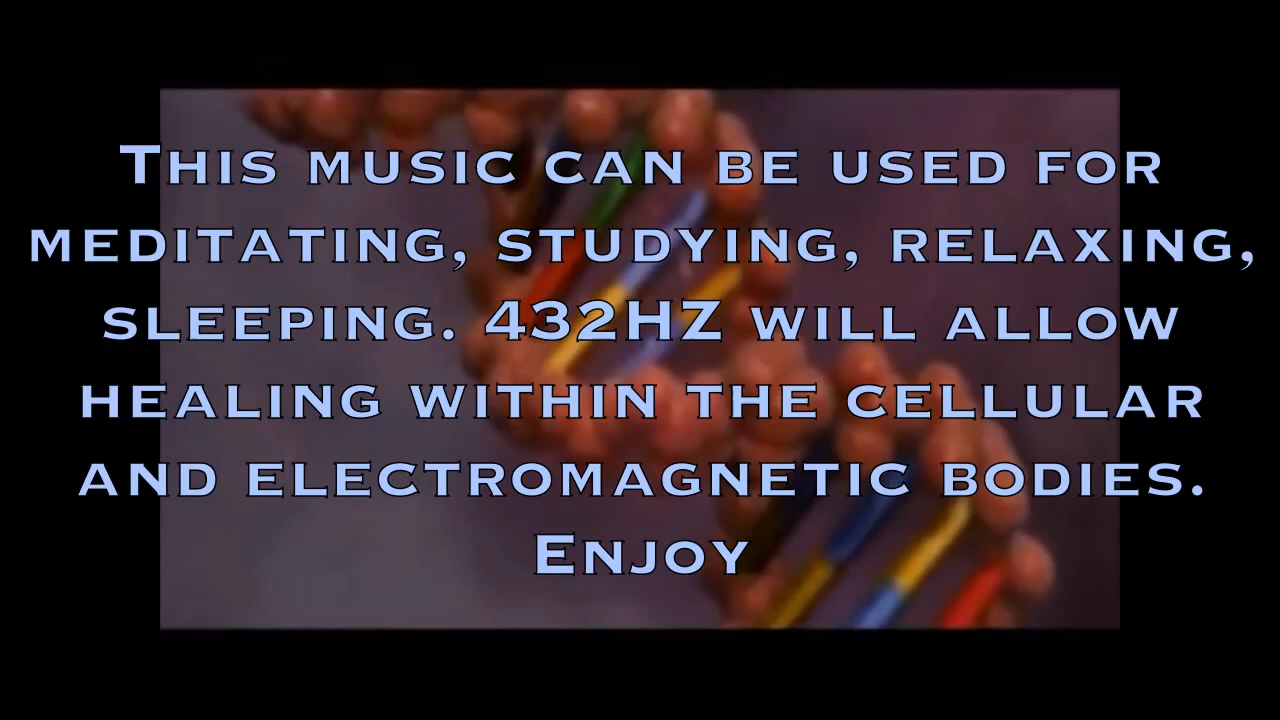 This music can be used for
meditating, studying, relaxing,
sleeping. 432HZ will allow
healing within the cellular
and electromagnetic bodies.
Enjoy